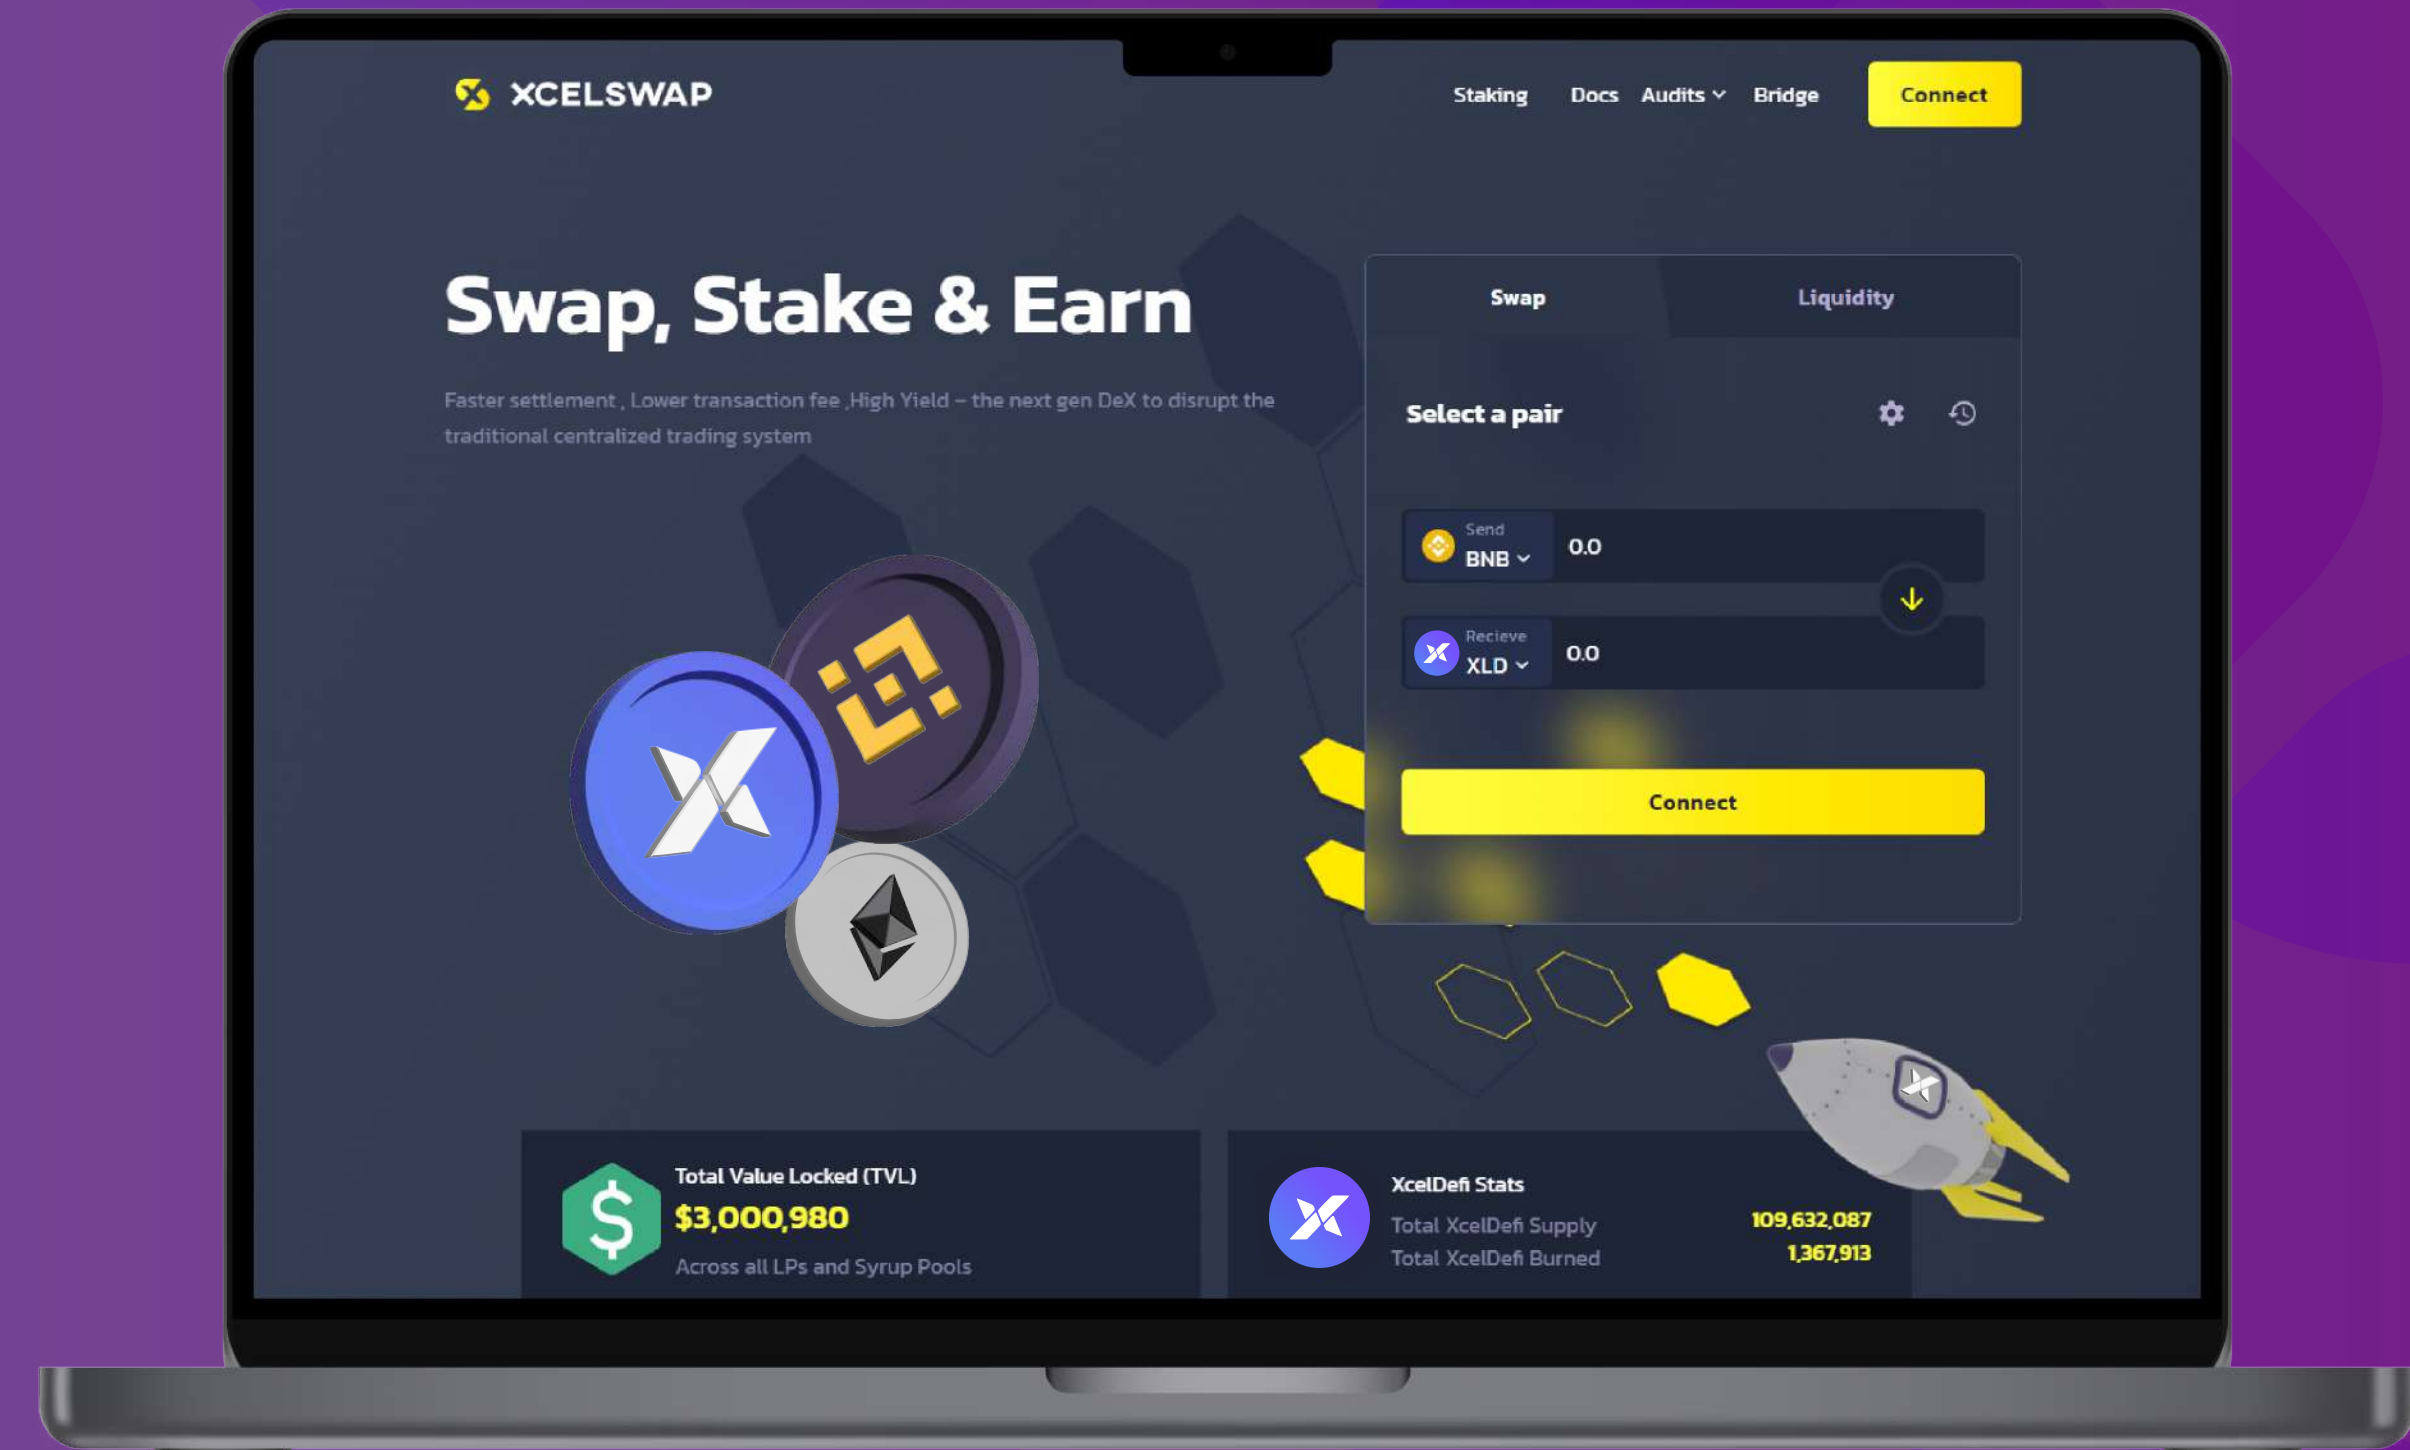 XCELSWAP
Staking Docs Audits Bridge Connect
Swap, Stake & Earn
Faster settlement , Lower transaction fee ,High Yield – the next gen DeX to disrupt the
traditional centralized trading system
Swap Liquidity
Select a pair
Send
BNB 0.0
Recieve
XLD 0.0
Connect
Total Value Locked (TVL)
$3,000,980
Across all LPs and Syrup Pools
XcelDefi Stats
Total XcelDefi Supply 109,632,087
Total XcelDefi Burned 1,367,913